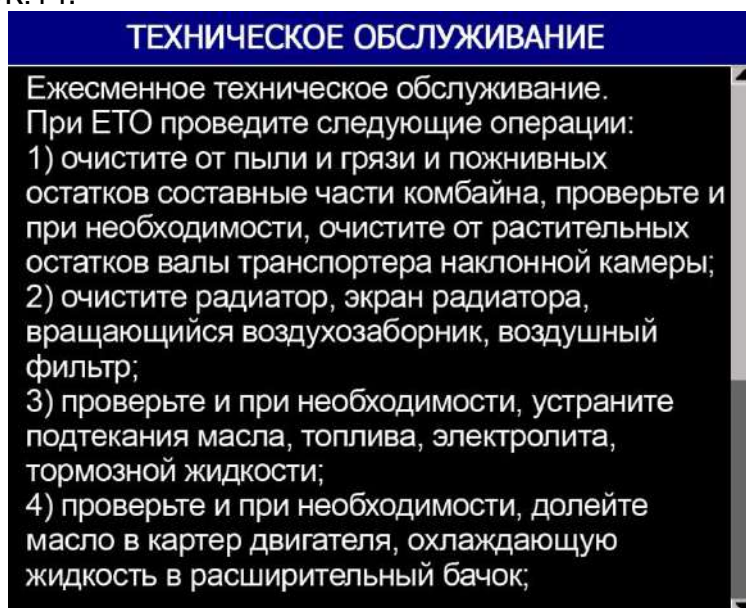 ТЕХНИЧЕСКОЕ ОБСЛУЖИВАНИЕ
Ежесменное техническое обслуживание.
При ЕТО проведите следующие операции:
1) очистите от пыли и грязи и пожнивных
остатков составные части комбайна, проверьте и
при необходимости, очистите от растительных
остатков валы транспортера наклонной камеры;
2) очистите радиатор, экран радиатора,
вращающийся воздухозаборник, воздушный
фильтр;
3) проверьте и при необходимости, устраните
подтекания масла, топлива, электролита,
тормозной жидкости;
4) проверьте и при необходимости, долейте
масло в картер двигателя, охлаждающую
жидкость в расширительный бачок;